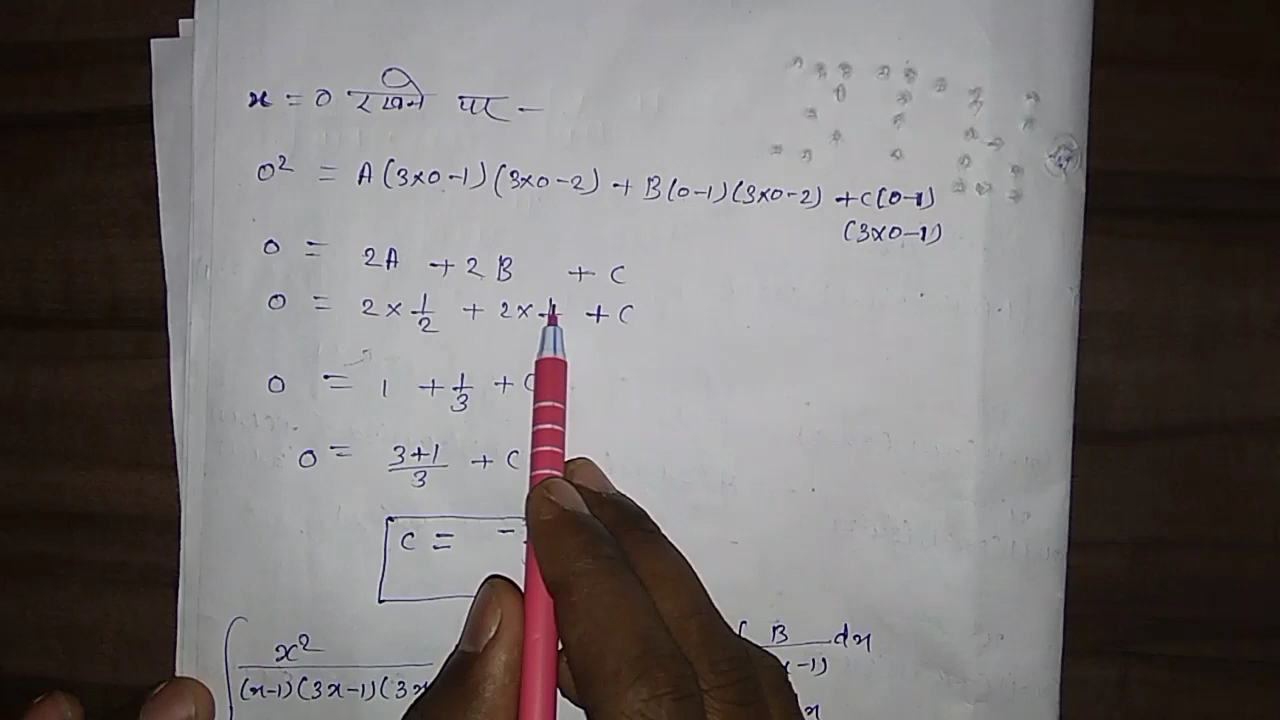 x = 0 रखने पर -
0² = A(3×0-1)(3×0-2) + B(0-1)(3×0-2) + C(0-1)
(3×0-1)
0 = 2A + 2B + C
0 = 2 × 1/2 + 2 × + C
0 = 1 + 1/3 + C
0 = 3+1/3 + C
C = -
∫ x²/(x-1)(3x-1)(3x B/x-1) dx
x